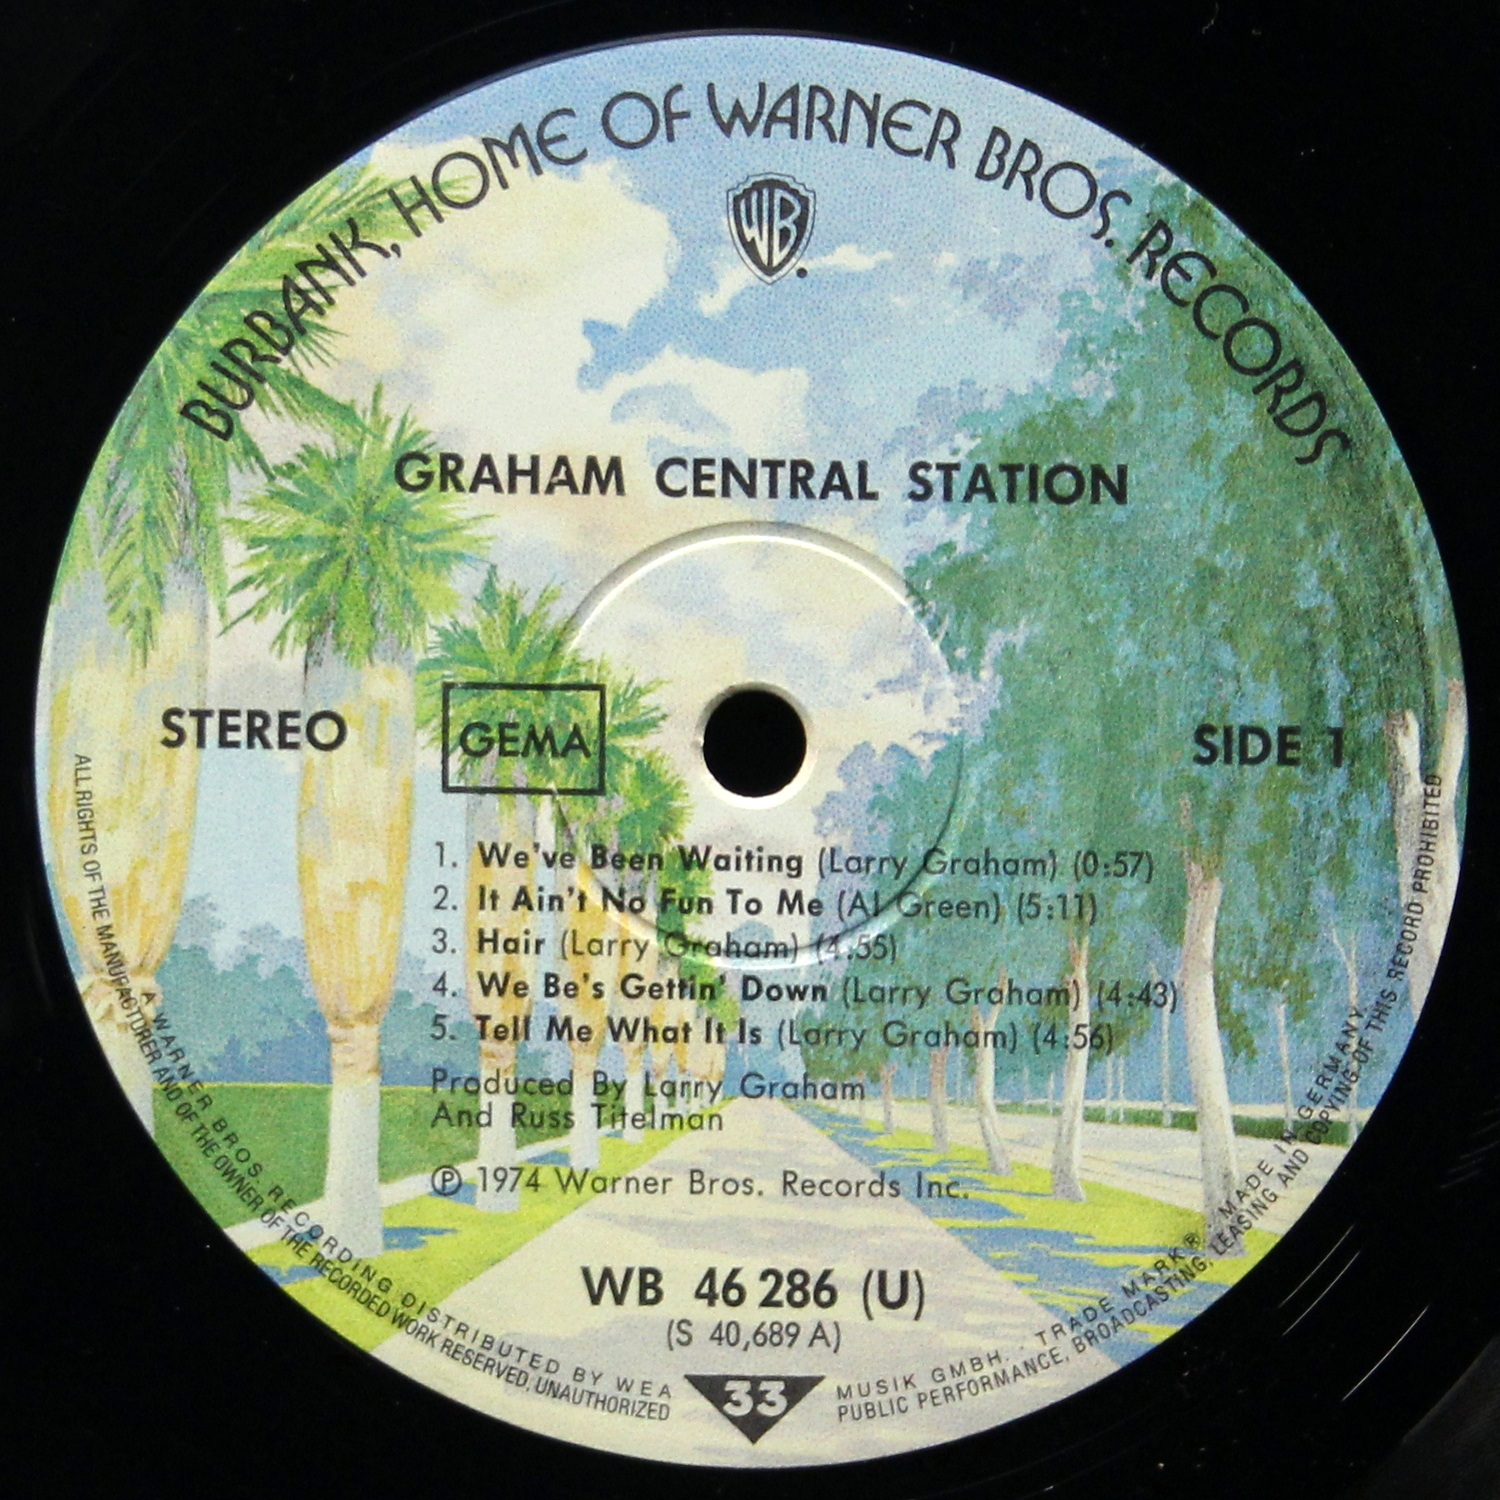 BURBANK, HOME OF WARNER BROS. RECORDS
WB
GRAHAM CENTRAL STATION
STEREO
GEMA
SIDE 1
1. We've Been Waiting (Larry Graham) (0:57)
2. It Ain't No Fun To Me (Al Green) (5:11)
3. Hair (Larry Graham) (4:55)
4. We Be's Gettin' Down (Larry Graham) (4:43)
5. Tell Me What It Is (Larry Graham) (4:56)
Produced By Larry Graham
And Russ Titelman
℗ 1974 Warner Bros. Records Inc.
WB 46 286 (U)
(S 40,689 A)
33
A WARNER BROS. RECORDING DISTRIBUTED BY WEA MUSIK GMBH. . TRADE MARK ® MADE IN GERMANY
ALL RIGHTS OF THE MANUFACTURER AND OF THE OWNER OF THE RECORDED WORK RESERVED. UNAUTHORIZED PUBLIC PERFORMANCE, BROADCASTING, LEASING AND COPYING OF THIS RECORD PROHIBITED